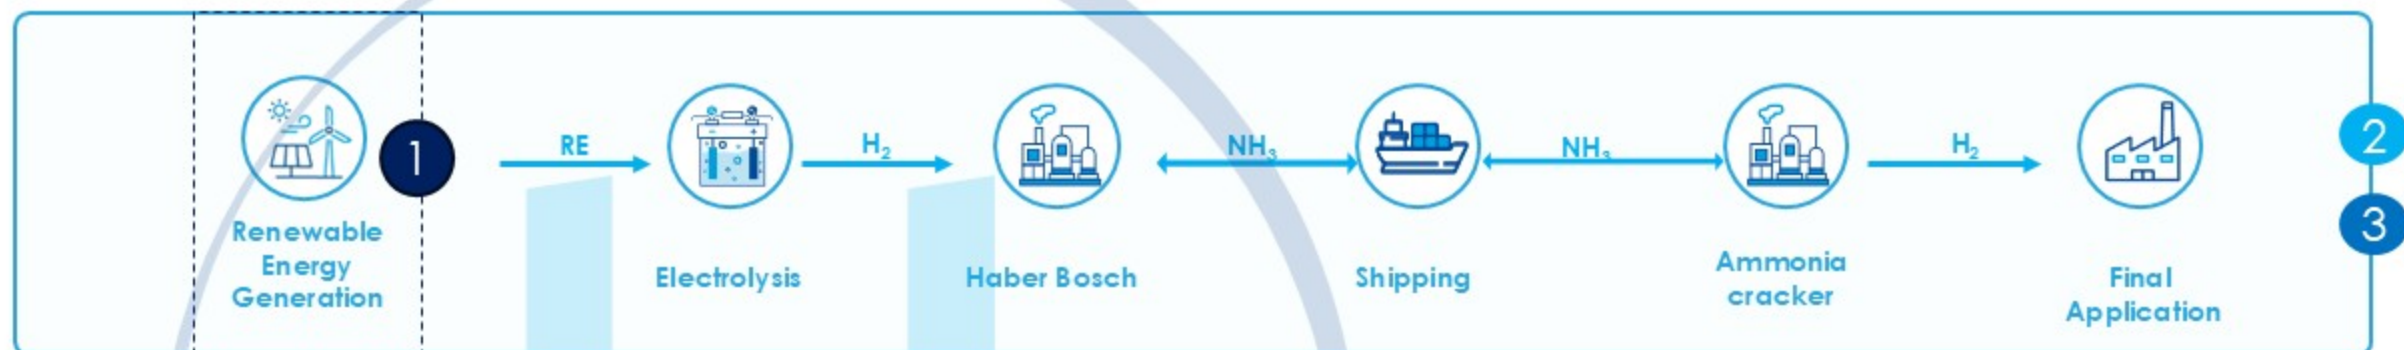 1
RE
H₂
NH₃
NH₃
H₂
2
3
Renewable
Energy
Generation
Electrolysis
Haber Bosch
Shipping
Ammonia
cracker
Final
Application